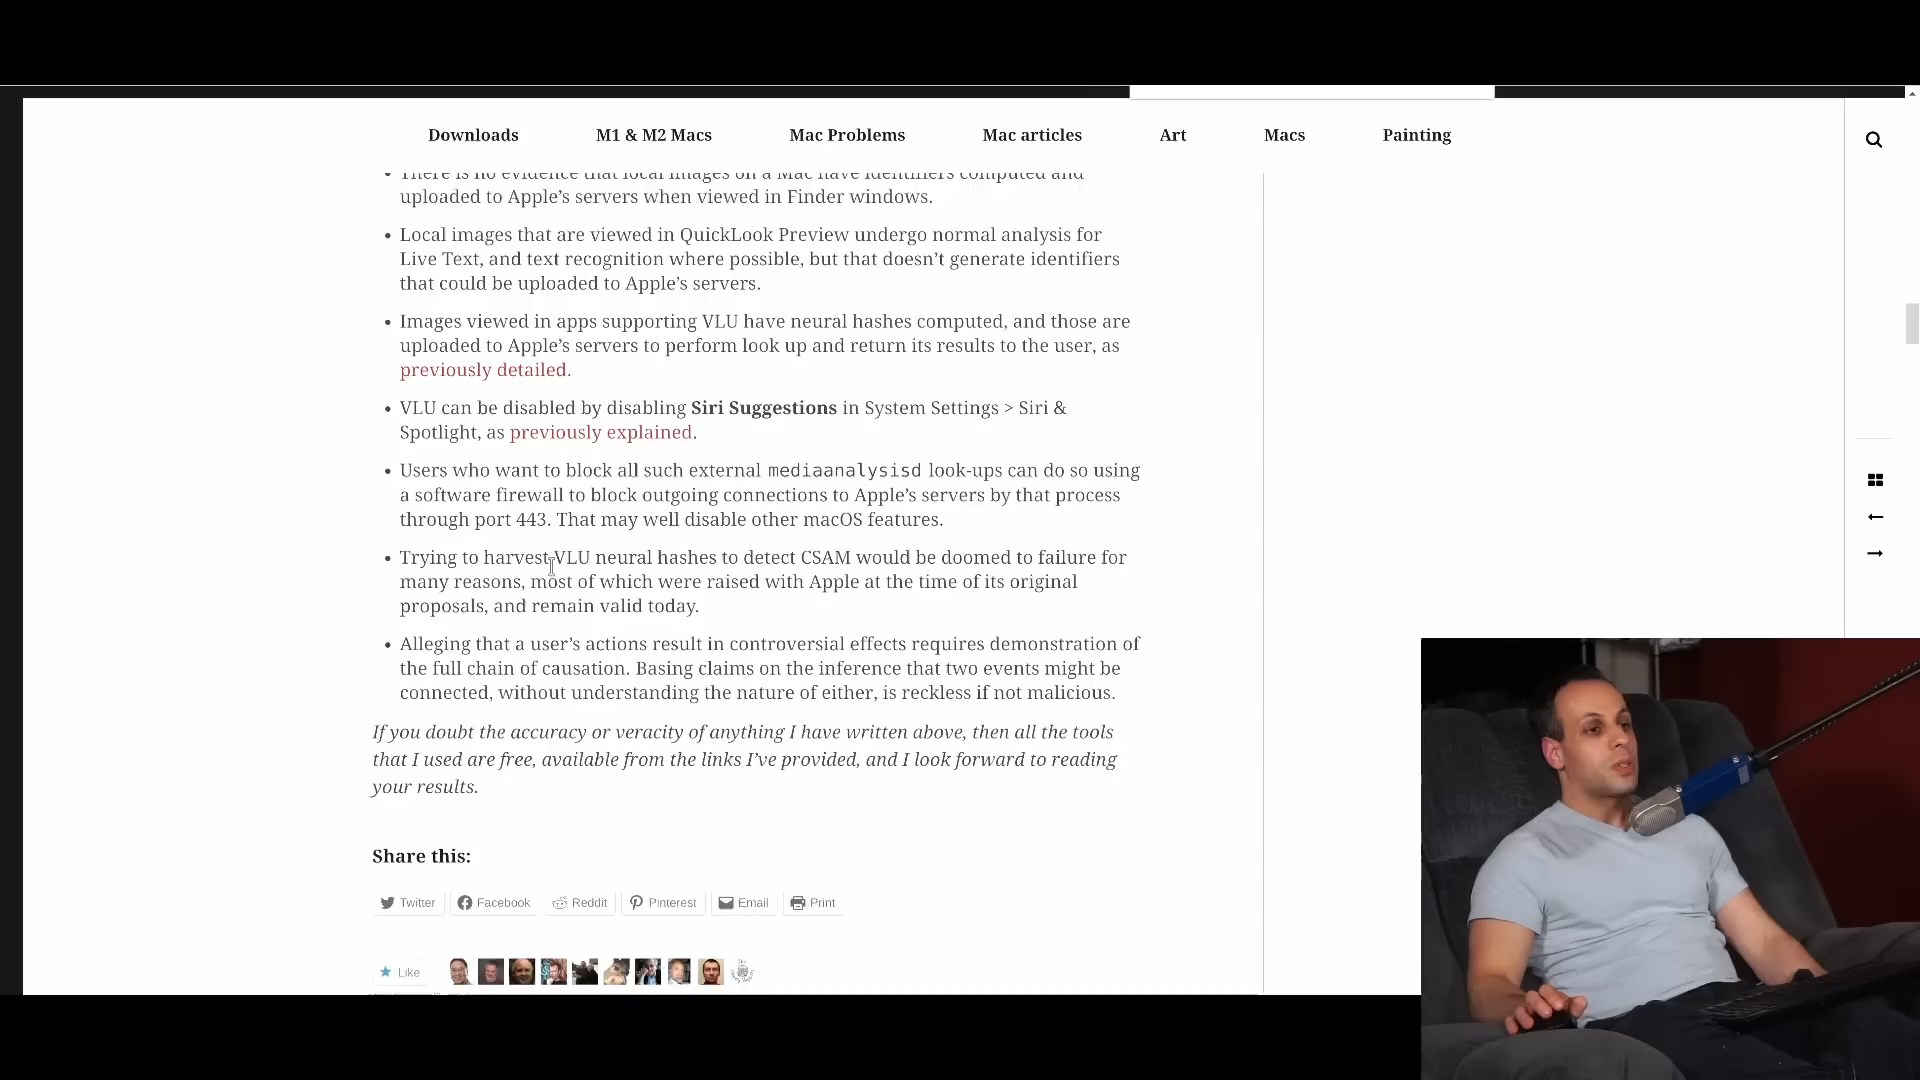 Downloads M1 & M2 Macs Mac Problems Mac articles Art Macs Painting
• There is no evidence that local images on a Mac have identifiers computed and
uploaded to Apple’s servers when viewed in Finder windows.
• Local images that are viewed in QuickLook Preview undergo normal analysis for
Live Text, and text recognition where possible, but that doesn’t generate identifiers
that could be uploaded to Apple’s servers.
• Images viewed in apps supporting VLU have neural hashes computed, and those are
uploaded to Apple’s servers to perform look up and return its results to the user, as
previously detailed.
• VLU can be disabled by disabling Siri Suggestions in System Settings > Siri &
Spotlight, as previously explained.
• Users who want to block all such external mediaanalysisd look-ups can do so using
a software firewall to block outgoing connections to Apple’s servers by that process
through port 443. That may well disable other macOS features.
• Trying to harvest VLU neural hashes to detect CSAM would be doomed to failure for
many reasons, most of which were raised with Apple at the time of its original
proposals, and remain valid today.
• Alleging that a user’s actions result in controversial effects requires demonstration of
the full chain of causation. Basing claims on the inference that two events might be
connected, without understanding the nature of either, is reckless if not malicious.
If you doubt the accuracy or veracity of anything I have written above, then all the tools
that I used are free, available from the links I’ve provided, and I look forward to reading
your results.
Share this:
Twitter Facebook Reddit Pinterest Email Print
Like